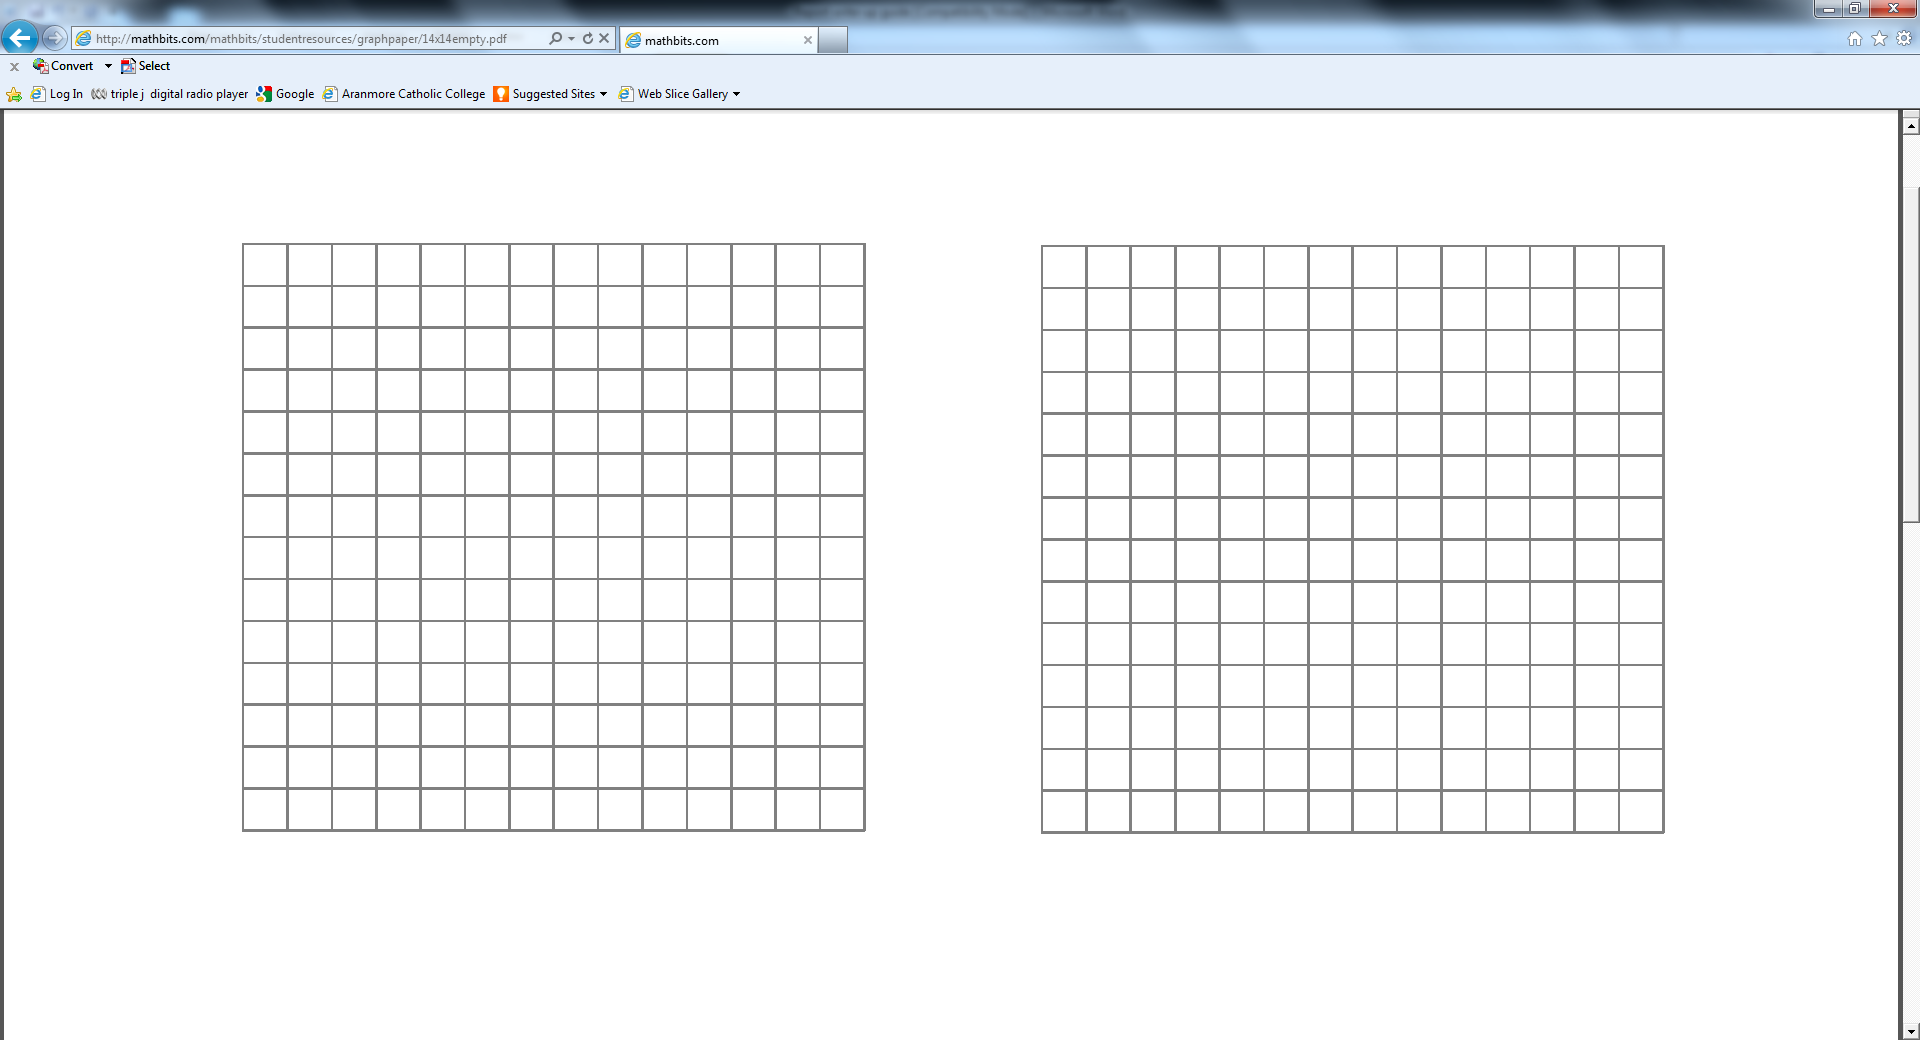 http://mathbits.com/mathbits/studentresources/graphpaper/14x14empty.pdf
mathbits.com
Convert Select
Log In triple j digital radio player Google Aranmore Catholic College Suggested Sites Web Slice Gallery